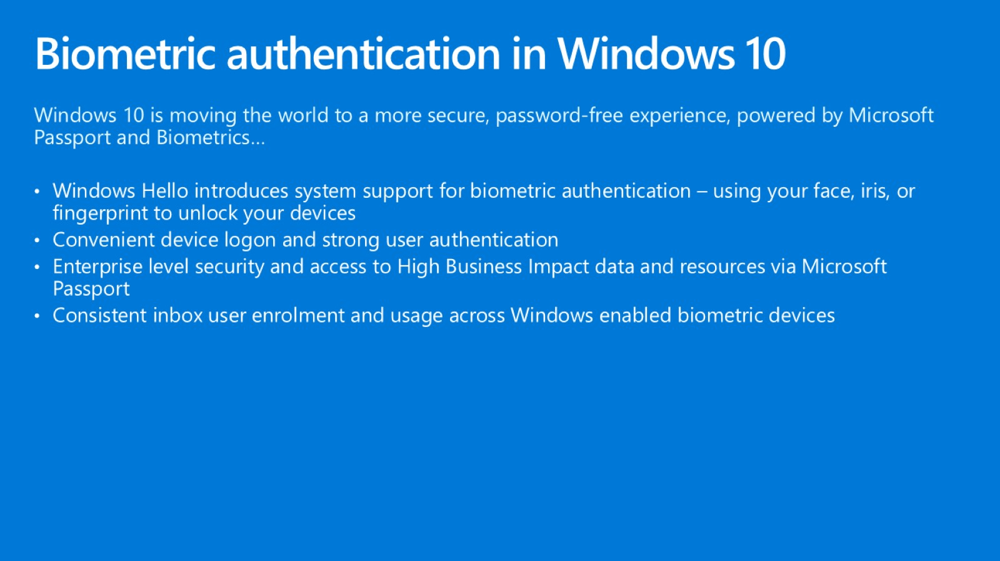 Biometric authentication in Windows 10
Windows 10 is moving the world to a more secure, password-free experience, powered by Microsoft
Passport and Biometrics...
• Windows Hello introduces system support for biometric authentication – using your face, iris, or
fingerprint to unlock your devices
• Convenient device logon and strong user authentication
• Enterprise level security and access to High Business Impact data and resources via Microsoft
Passport
• Consistent inbox user enrolment and usage across Windows enabled biometric devices